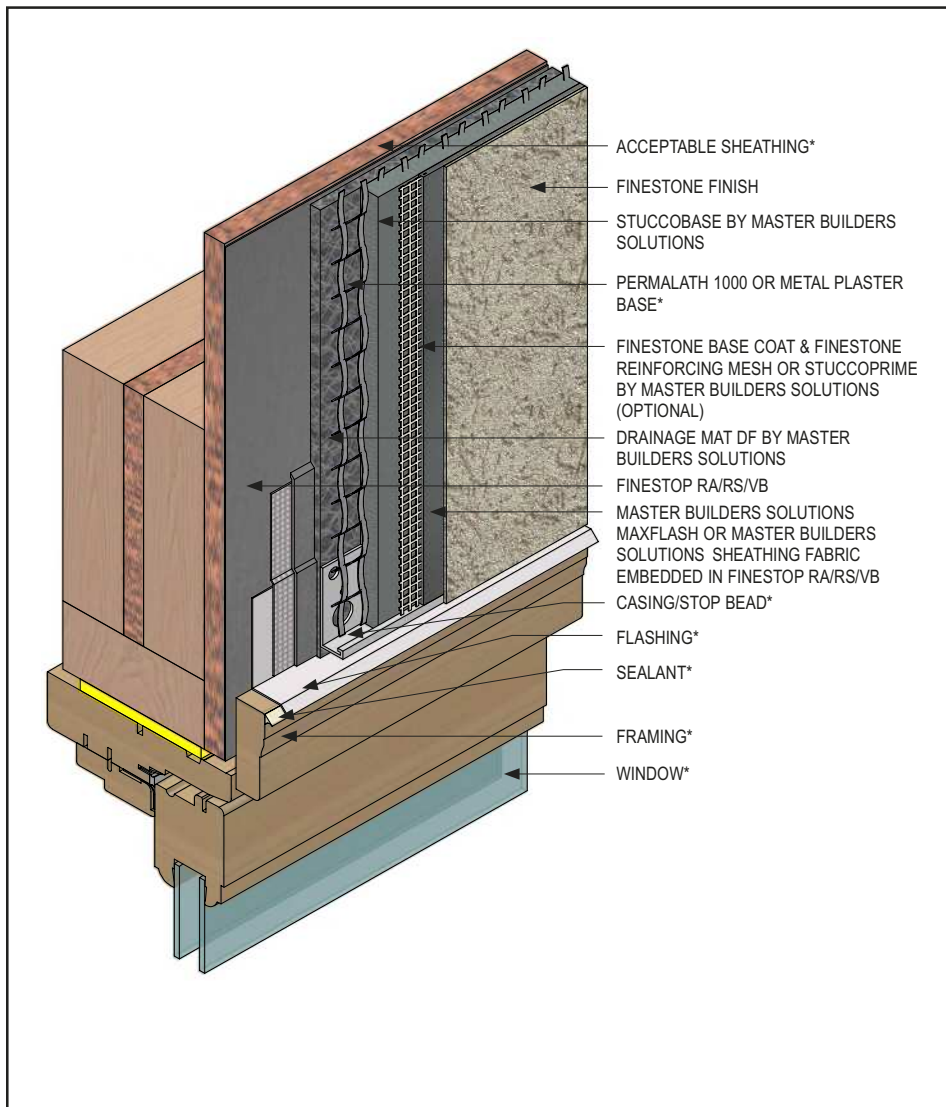 ACCEPTABLE SHEATHING*
FINESTONE FINISH
STUCCOBASE BY MASTER BUILDERS
SOLUTIONS
PERMALATH 1000 OR METAL PLASTER
BASE*
FINESTONE BASE COAT & FINESTONE
REINFORCING MESH OR STUCCOPRIME
BY MASTER BUILDERS SOLUTIONS
(OPTIONAL)
DRAINAGE MAT DF BY MASTER
BUILDERS SOLUTIONS
FINESTOP RA/RS/VB
MASTER BUILDERS SOLUTIONS
MAXFLASH OR MASTER BUILDERS
SOLUTIONS SHEATHING FABRIC
EMBEDDED IN FINESTOP RA/RS/VB
CASING/STOP BEAD*
FLASHING*
SEALANT*
FRAMING*
WINDOW*